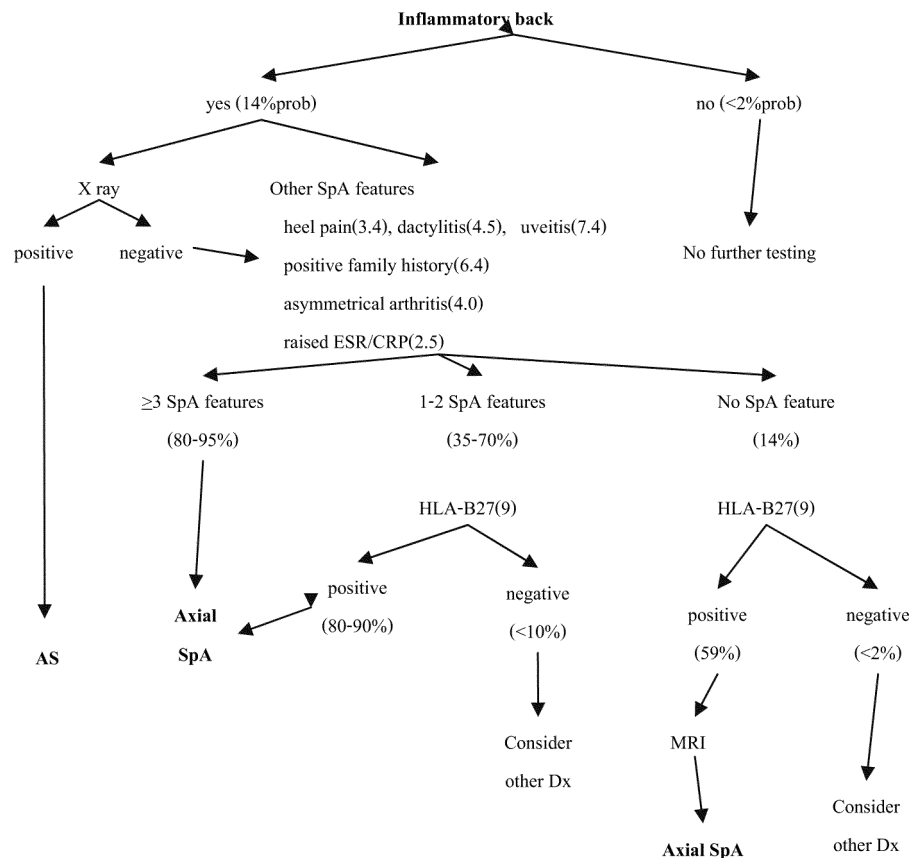 Inflammatory back
yes (14%prob)
no (<2%prob)
X ray
Other SpA features
heel pain(3.4), dactylitis(4.5), uveitis(7.4)
positive
negative
No further testing
positive family history(6.4)
asymmetrical arthritis(4.0)
raised ESR/CRP(2.5)
≥3 SpA features
1-2 SpA features
No SpA feature
(80-95%)
(35-70%)
(14%)
HLA-B27(9)
HLA-B27(9)
positive
negative
Axial
positive
negative
(80-90%)
(<10%)
AS
SpA
(59%)
(<2%)
Consider
MRI
other Dx
Consider
Axial SpA
other Dx